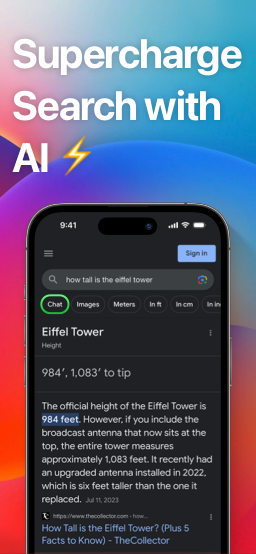 Supercharge
Search with
AI ⚡
9:41
Sign in
how tall is the eiffel tower
Chat Images Meters In ft In cm In in
Eiffel Tower
Height
984′, 1,083′ to tip
The official height of the Eiffel Tower is
984 feet. However, if you include the
broadcast antenna that now sits at the
top, the entire tower measures
approximately 1,083 feet. It recently had
an upgraded antenna installed in 2022,
which is six feet taller than the one it
replaced. Jul 11, 2023
https://www.thecollector.com › how...
How Tall is the Eiffel Tower? (Plus 5
Facts to Know) - TheCollector